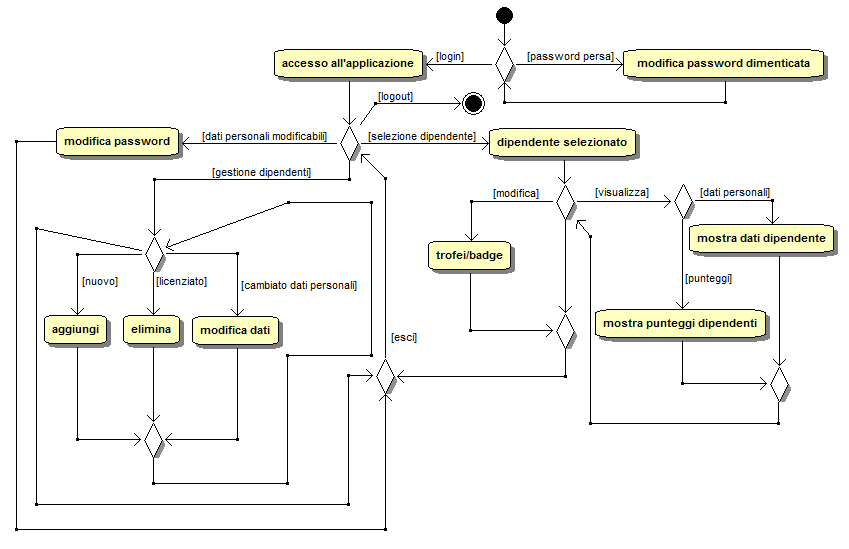 [login]
[password persa]
accesso all'applicazione
modifica password dimenticata
[logout]
[dati personali modificabili]
[selezione dipendente]
modifica password
dipendente selezionato
[gestione dipendenti]
[modifica]
[visualizza]
[dati personali]
mostra dati dipendente
trofei/badge
[nuovo]
[licenziato]
[cambiato dati personali]
[punteggi]
aggiungi
elimina
modifica dati
mostra punteggi dipendenti
[esci]